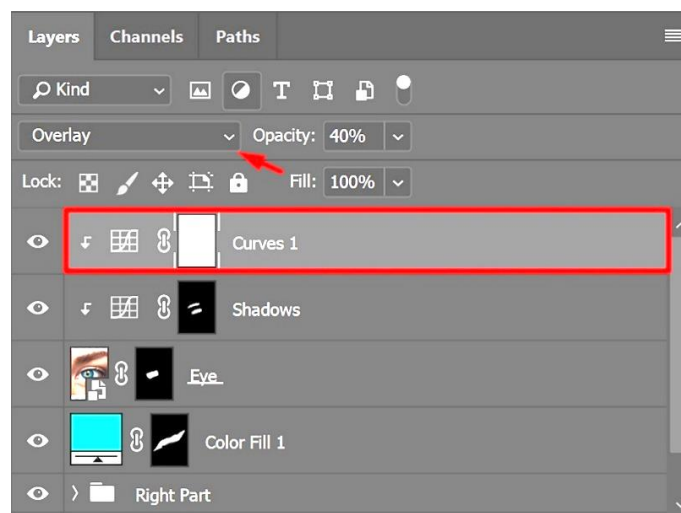 Layers Channels Paths
Kind
Overlay Opacity: 40%
Lock: Fill: 100%
Curves 1
Shadows
Eye
Color Fill 1
Right Part